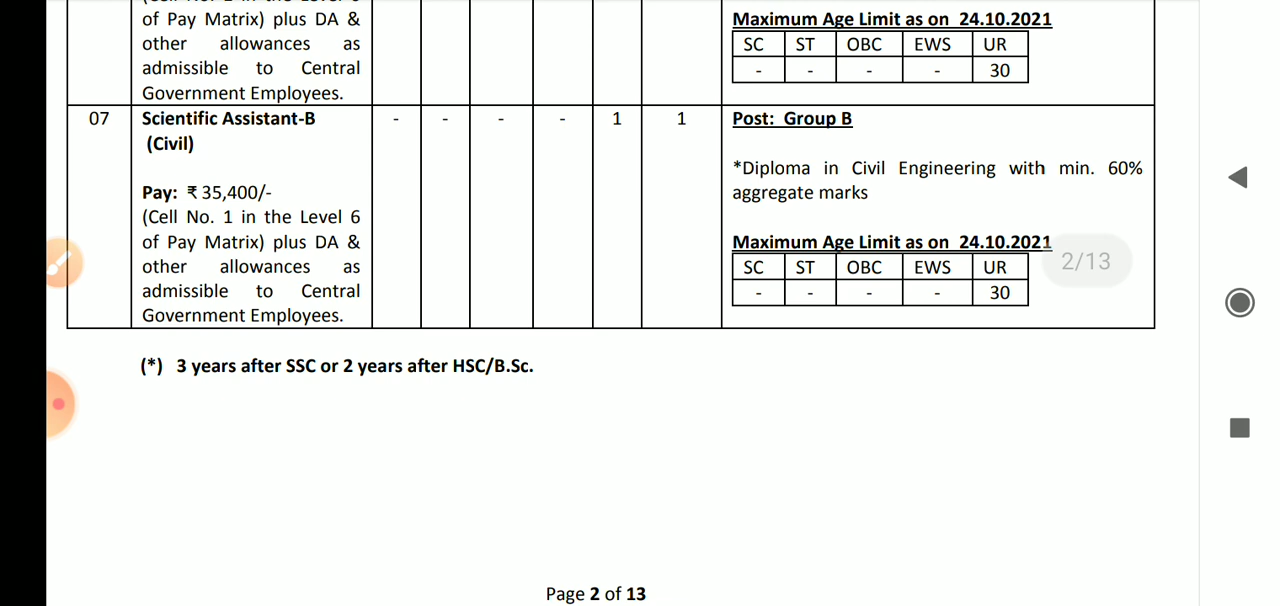 of Pay Matrix) plus DA &
other allowances as
admissible to Central
Government Employees.
Maximum Age Limit as on 24.10.2021
SC ST OBC EWS UR
- - - - 30
07 Scientific Assistant-B - - - - 1 1 Post: Group B
(Civil)
*Diploma in Civil Engineering with min. 60%
aggregate marks
Pay: ₹ 35,400/-
(Cell No. 1 in the Level 6
of Pay Matrix) plus DA &
other allowances as
admissible to Central
Government Employees.
Maximum Age Limit as on 24.10.2021
SC ST OBC EWS UR
- - - - 30
2/13
(*) 3 years after SSC or 2 years after HSC/B.Sc.
Page 2 of 13